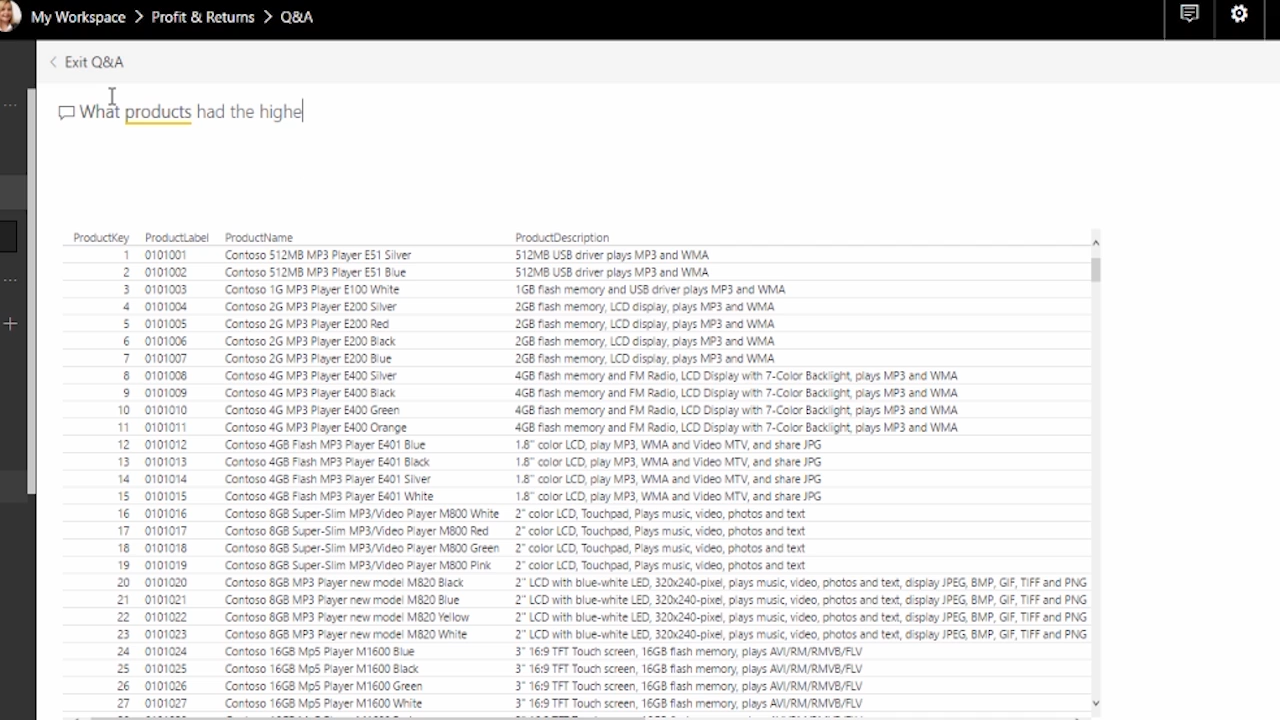 My Workspace > Profit & Returns > Q&A
Exit Q&A
What products had the highe
ProductKey ProductLabel ProductName ProductDescription
1 0101001 Contoso 512MB MP3 Player E51 Silver 512MB USB driver plays MP3 and WMA
2 0101002 Contoso 512MB MP3 Player E51 Blue 512MB USB driver plays MP3 and WMA
3 0101003 Contoso 1G MP3 Player E100 White 1GB flash memory and USB driver plays MP3 and WMA
4 0101004 Contoso 2G MP3 Player E200 Silver 2GB flash memory, LCD display, plays MP3 and WMA
5 0101005 Contoso 2G MP3 Player E200 Red 2GB flash memory, LCD display, plays MP3 and WMA
6 0101006 Contoso 2G MP3 Player E200 Black 2GB flash memory, LCD display, plays MP3 and WMA
7 0101007 Contoso 2G MP3 Player E200 Blue 2GB flash memory, LCD display, plays MP3 and WMA
8 0101008 Contoso 4G MP3 Player E400 Silver 4GB flash memory and FM Radio, LCD Display with 7-Color Backlight, plays MP3 and WMA
9 0101009 Contoso 4G MP3 Player E400 Black 4GB flash memory and FM Radio, LCD Display with 7-Color Backlight, plays MP3 and WMA
10 0101010 Contoso 4G MP3 Player E400 Green 4GB flash memory and FM Radio, LCD Display with 7-Color Backlight, plays MP3 and WMA
11 0101011 Contoso 4G MP3 Player E400 Orange 4GB flash memory and FM Radio, LCD Display with 7-Color Backlight, plays MP3 and WMA
12 0101012 Contoso 4GB Flash MP3 Player E401 Blue 1.8" color LCD, play MP3, WMA and Video MTV, and share JPG
13 0101013 Contoso 4GB Flash MP3 Player E401 Black 1.8" color LCD, play MP3, WMA and Video MTV, and share JPG
14 0101014 Contoso 4GB Flash MP3 Player E401 Silver 1.8" color LCD, play MP3, WMA and Video MTV, and share JPG
15 0101015 Contoso 4GB Flash MP3 Player E401 White 1.8" color LCD, play MP3, WMA and Video MTV, and share JPG
16 0101016 Contoso 8GB Super-Slim MP3/Video Player M800 White 2" color LCD, Touchpad, Plays music, video, photos and text
17 0101017 Contoso 8GB Super-Slim MP3/Video Player M800 Red 2" color LCD, Touchpad, Plays music, video, photos and text
18 0101018 Contoso 8GB Super-Slim MP3/Video Player M800 Green 2" color LCD, Touchpad, Plays music, video, photos and text
19 0101019 Contoso 8GB Super-Slim MP3/Video Player M800 Pink 2" color LCD, Touchpad, Plays music, video, photos and text
20 0101020 Contoso 8GB MP3 Player new model M820 Black 2" LCD with blue-white LED, 320x240-pixel, plays music, video, photos and text, display JPEG, BMP, GIF, TIFF and PNG
21 0101021 Contoso 8GB MP3 Player new model M820 Blue 2" LCD with blue-white LED, 320x240-pixel, plays music, video, photos and text, display JPEG, BMP, GIF, TIFF and PNG
22 0101022 Contoso 8GB MP3 Player new model M820 Yellow 2" LCD with blue-white LED, 320x240-pixel, plays music, video, photos and text, display JPEG, BMP, GIF, TIFF and PNG
23 0101023 Contoso 8GB MP3 Player new model M820 White 2" LCD with blue-white LED, 320x240-pixel, plays music, video, photos and text, display JPEG, BMP, GIF, TIFF and PNG
24 0101024 Contoso 16GB Mp5 Player M1600 Blue 3" 16:9 TFT Touch screen, 16GB flash memory, plays AVI/RM/RMVB/FLV
25 0101025 Contoso 16GB Mp5 Player M1600 Black 3" 16:9 TFT Touch screen, 16GB flash memory, plays AVI/RM/RMVB/FLV
26 0101026 Contoso 16GB Mp5 Player M1600 Green 3" 16:9 TFT Touch screen, 16GB flash memory, plays AVI/RM/RMVB/FLV
27 0101027 Contoso 16GB Mp5 Player M1600 White 3" 16:9 TFT Touch screen, 16GB flash memory, plays AVI/RM/RMVB/FLV